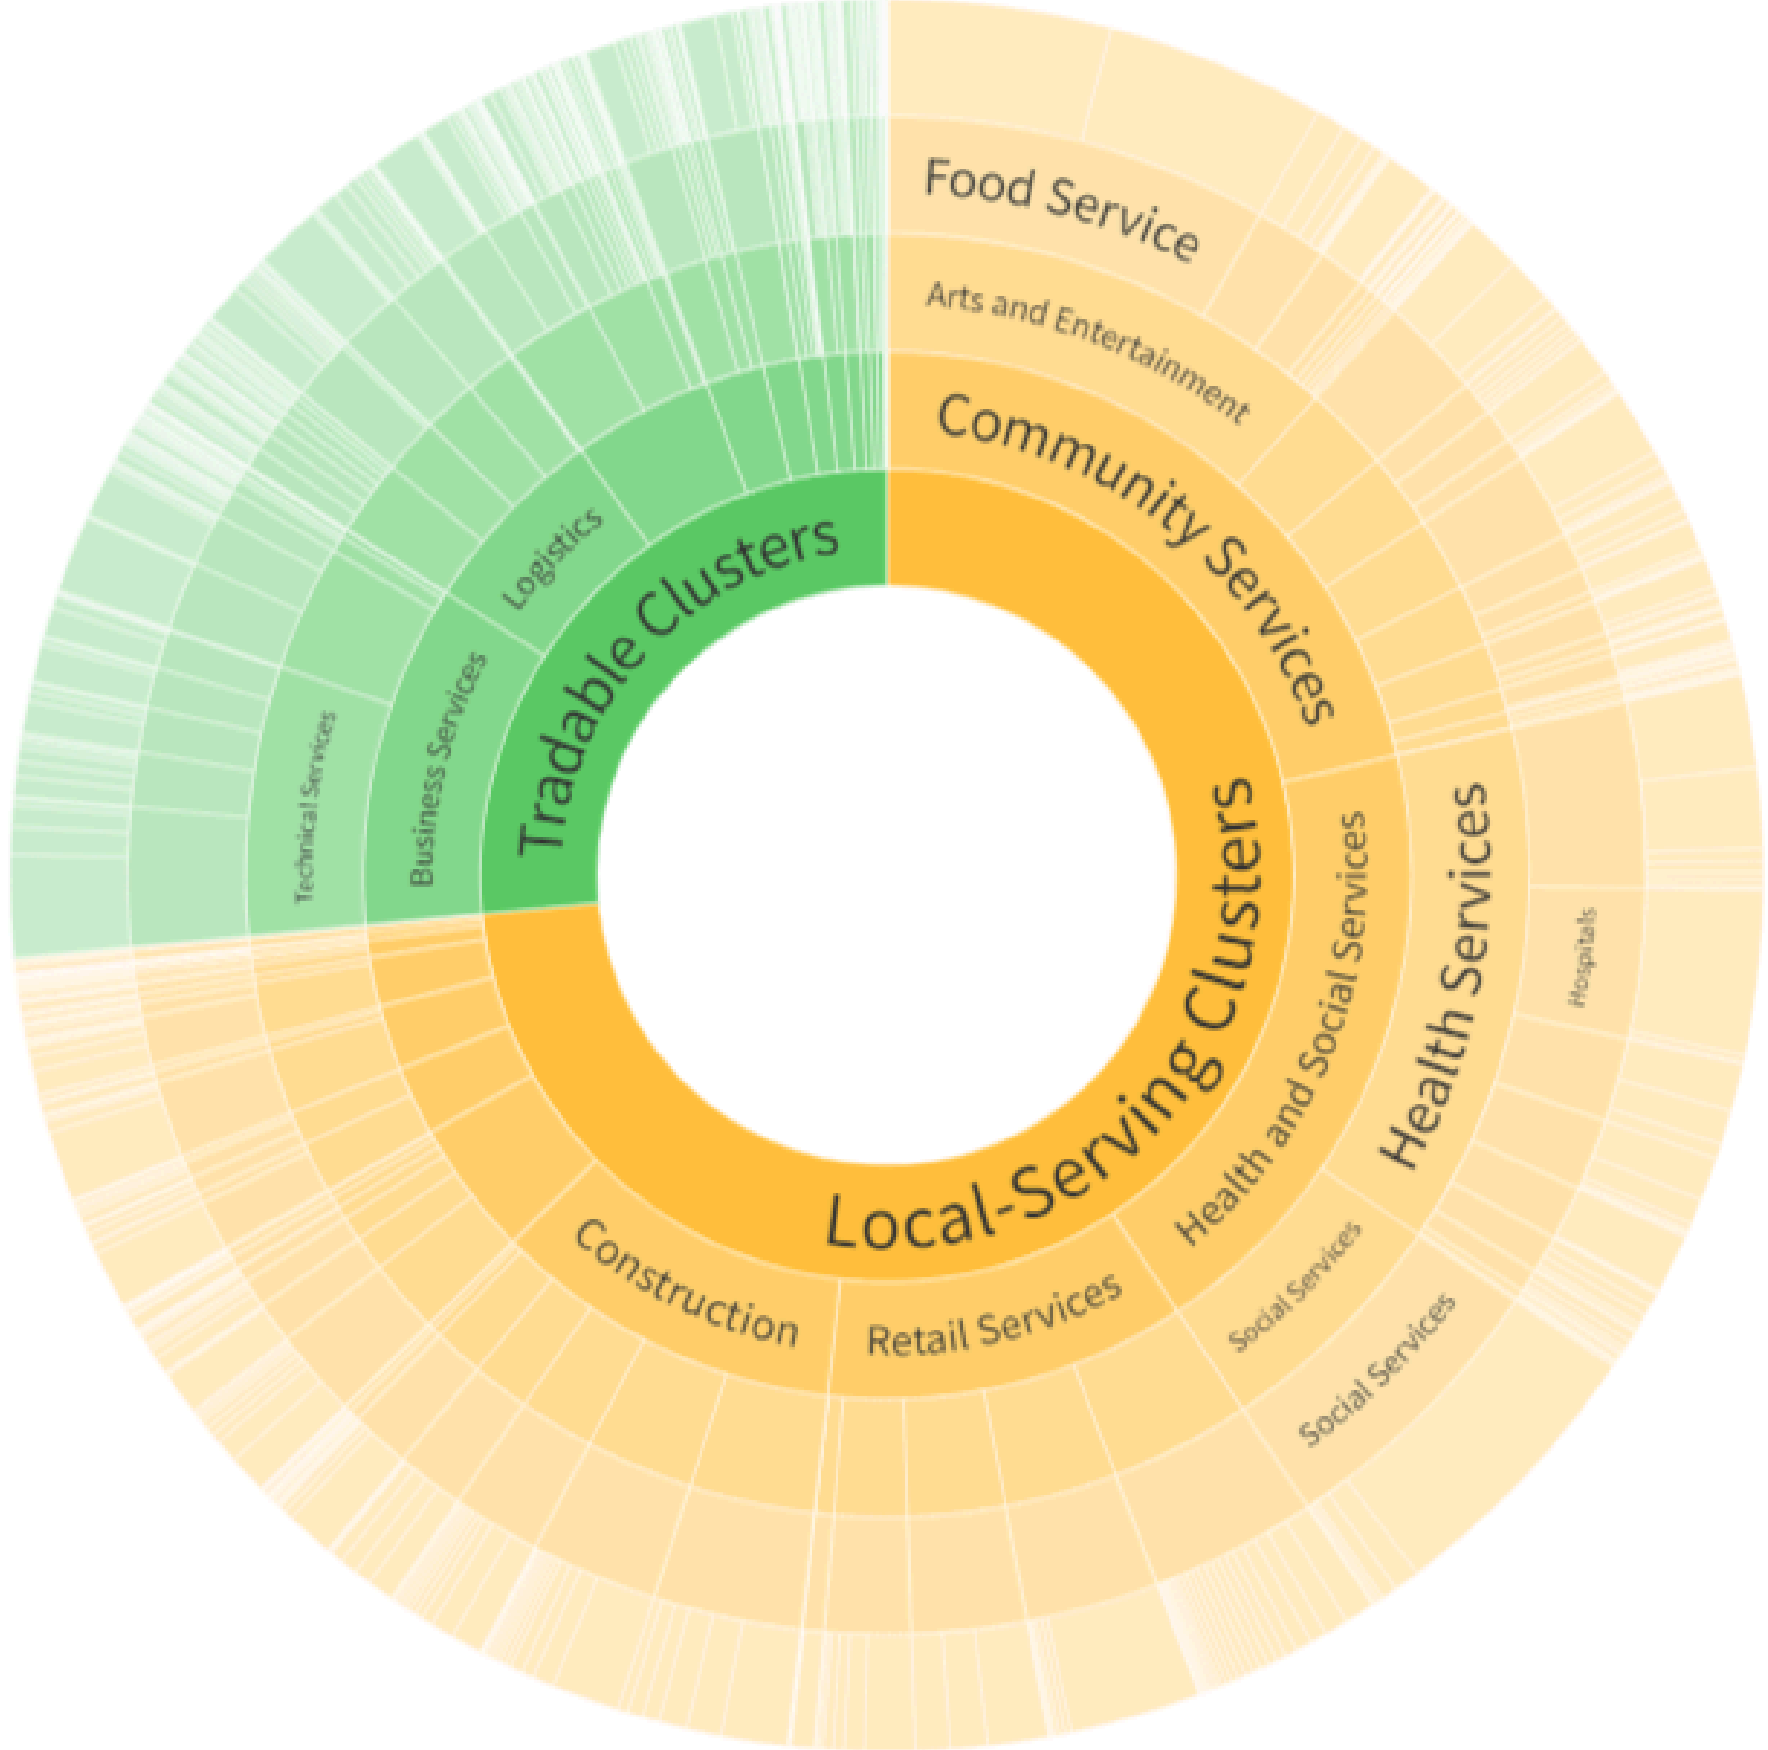 Food Service
Arts and Entertainment
Community Services
Tradable Clusters
Logistics
Business Services
Technical Services
Local-Serving Clusters
Health and Social Services
Health Services
Hospitals
Social Services
Social Services
Retail Services
Construction